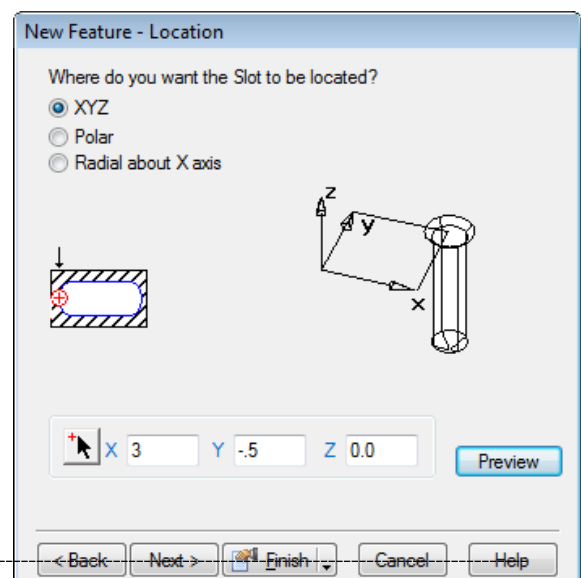 New Feature - Location
Where do you want the Slot to be located?
XYZ
Polar
Radial about X axis
z
y
x
X 3 Y -.5 Z 0.0
Preview
< Back Next > Finish Cancel Help